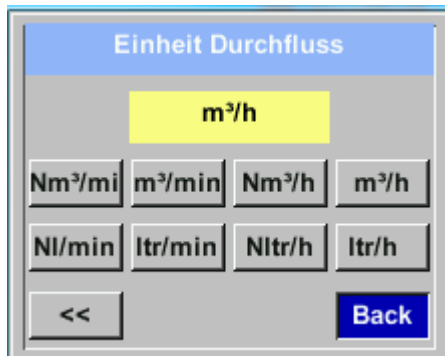 Einheit Durchfluss
m³/h
Nm³/mi m³/min Nm³/h m³/h
Nl/min ltr/min Nltr/h ltr/h
<< Back